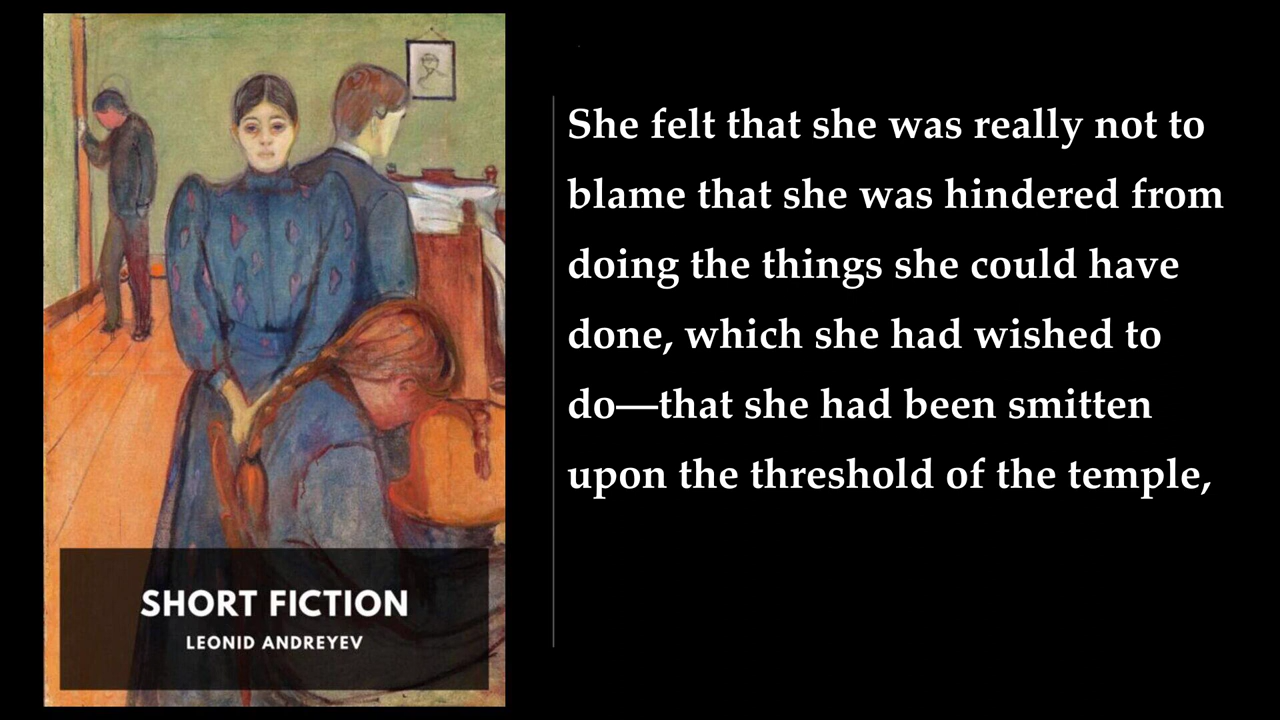 SHORT FICTION
LEONID ANDREYEV
She felt that she was really not to
blame that she was hindered from
doing the things she could have
done, which she had wished to
do—that she had been smitten
upon the threshold of the temple,